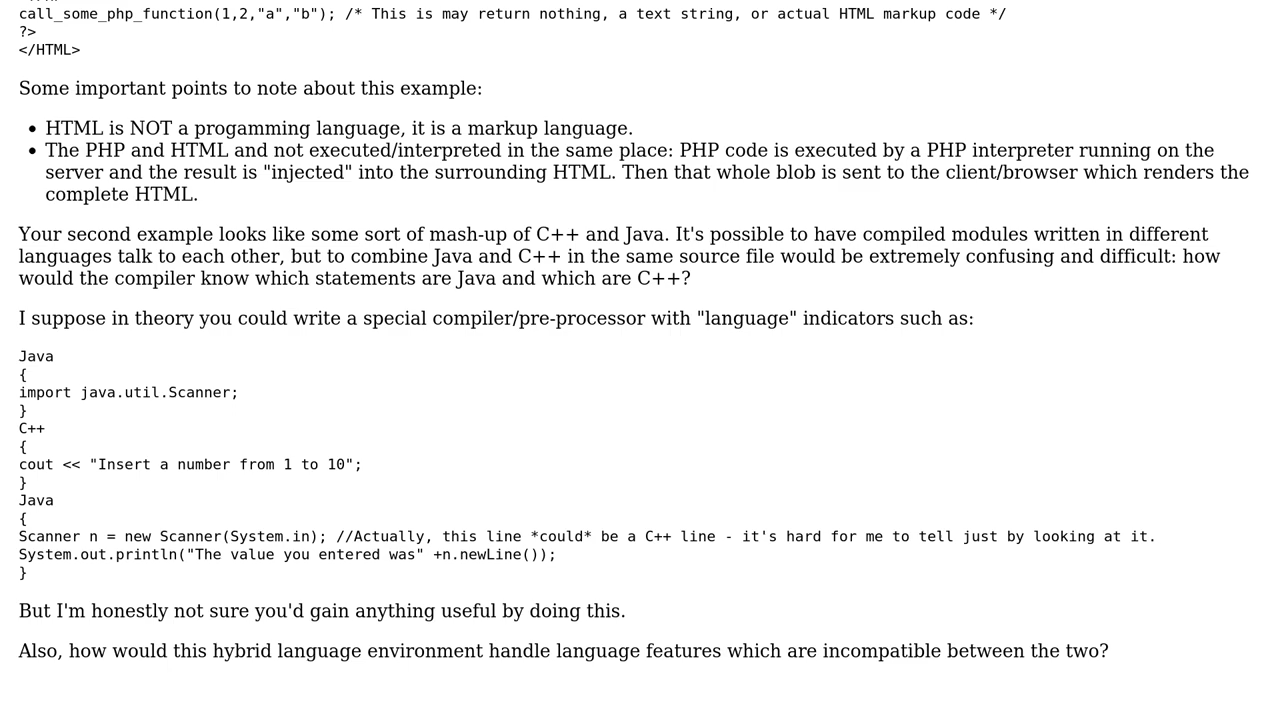 call_some_php_function(1,2,"a","b"); /* This is may return nothing, a text string, or actual HTML markup code */
?>
</HTML>
Some important points to note about this example:
• HTML is NOT a progamming language, it is a markup language.
• The PHP and HTML and not executed/interpreted in the same place: PHP code is executed by a PHP interpreter running on the
server and the result is "injected" into the surrounding HTML. Then that whole blob is sent to the client/browser which renders the
complete HTML.
Your second example looks like some sort of mash-up of C++ and Java. It's possible to have compiled modules written in different
languages talk to each other, but to combine Java and C++ in the same source file would be extremely confusing and difficult: how
would the compiler know which statements are Java and which are C++?
I suppose in theory you could write a special compiler/pre-processor with "language" indicators such as:
Java
{
import java.util.Scanner;
}
C++
{
cout << "Insert a number from 1 to 10";
}
Java
{
Scanner n = new Scanner(System.in); //Actually, this line *could* be a C++ line - it's hard for me to tell just by looking at it.
System.out.println("The value you entered was" +n.newLine());
}
But I'm honestly not sure you'd gain anything useful by doing this.
Also, how would this hybrid language environment handle language features which are incompatible between the two?